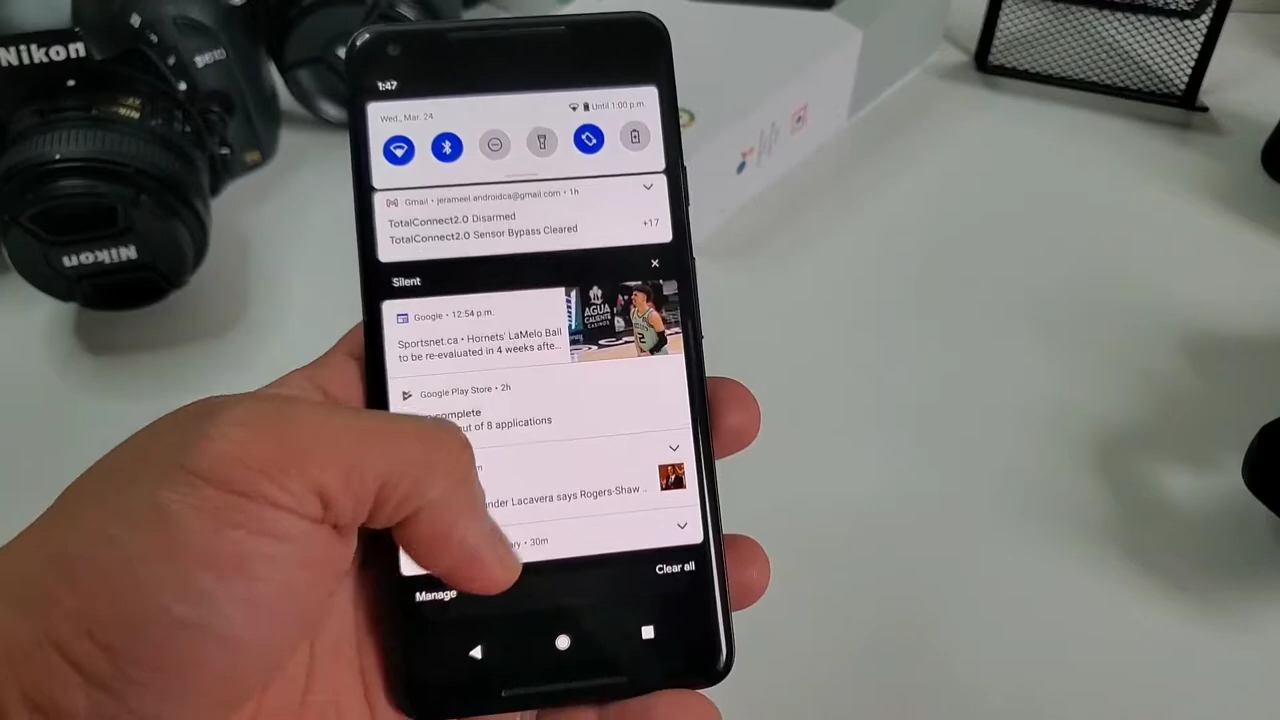 Nikon
D610
Nikon
1:47
Wed., Mar. 24
Until 1:00 p.m.
Gmail • jerameel.androidca@gmail.com • 1h
TotalConnect2.0 Disarmed
TotalConnect2.0 Sensor Bypass Cleared
+17
Silent
Google • 12:54 p.m.
Sportsnet.ca • Hornets' LaMelo Ball
to be re-evaluated in 4 weeks afte...
AGUA
CALIENTE
CASINOS
2
Google Play Store • 2h
complete
out of 8 applications
Lacavera says Rogers-Shaw ...
• 30m
Manage
Clear all